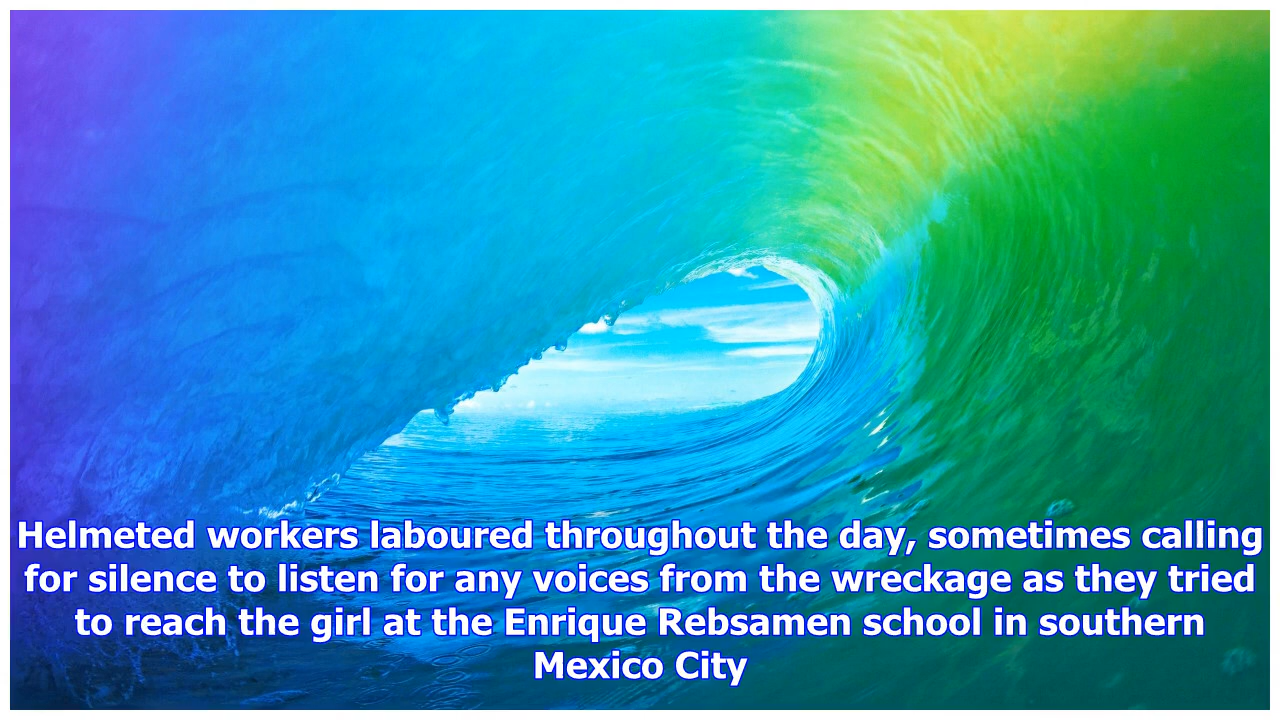 Helmeted workers laboured throughout the day, sometimes calling
for silence to listen for any voices from the wreckage as they tried
to reach the girl at the Enrique Rebsamen school in southern
Mexico City